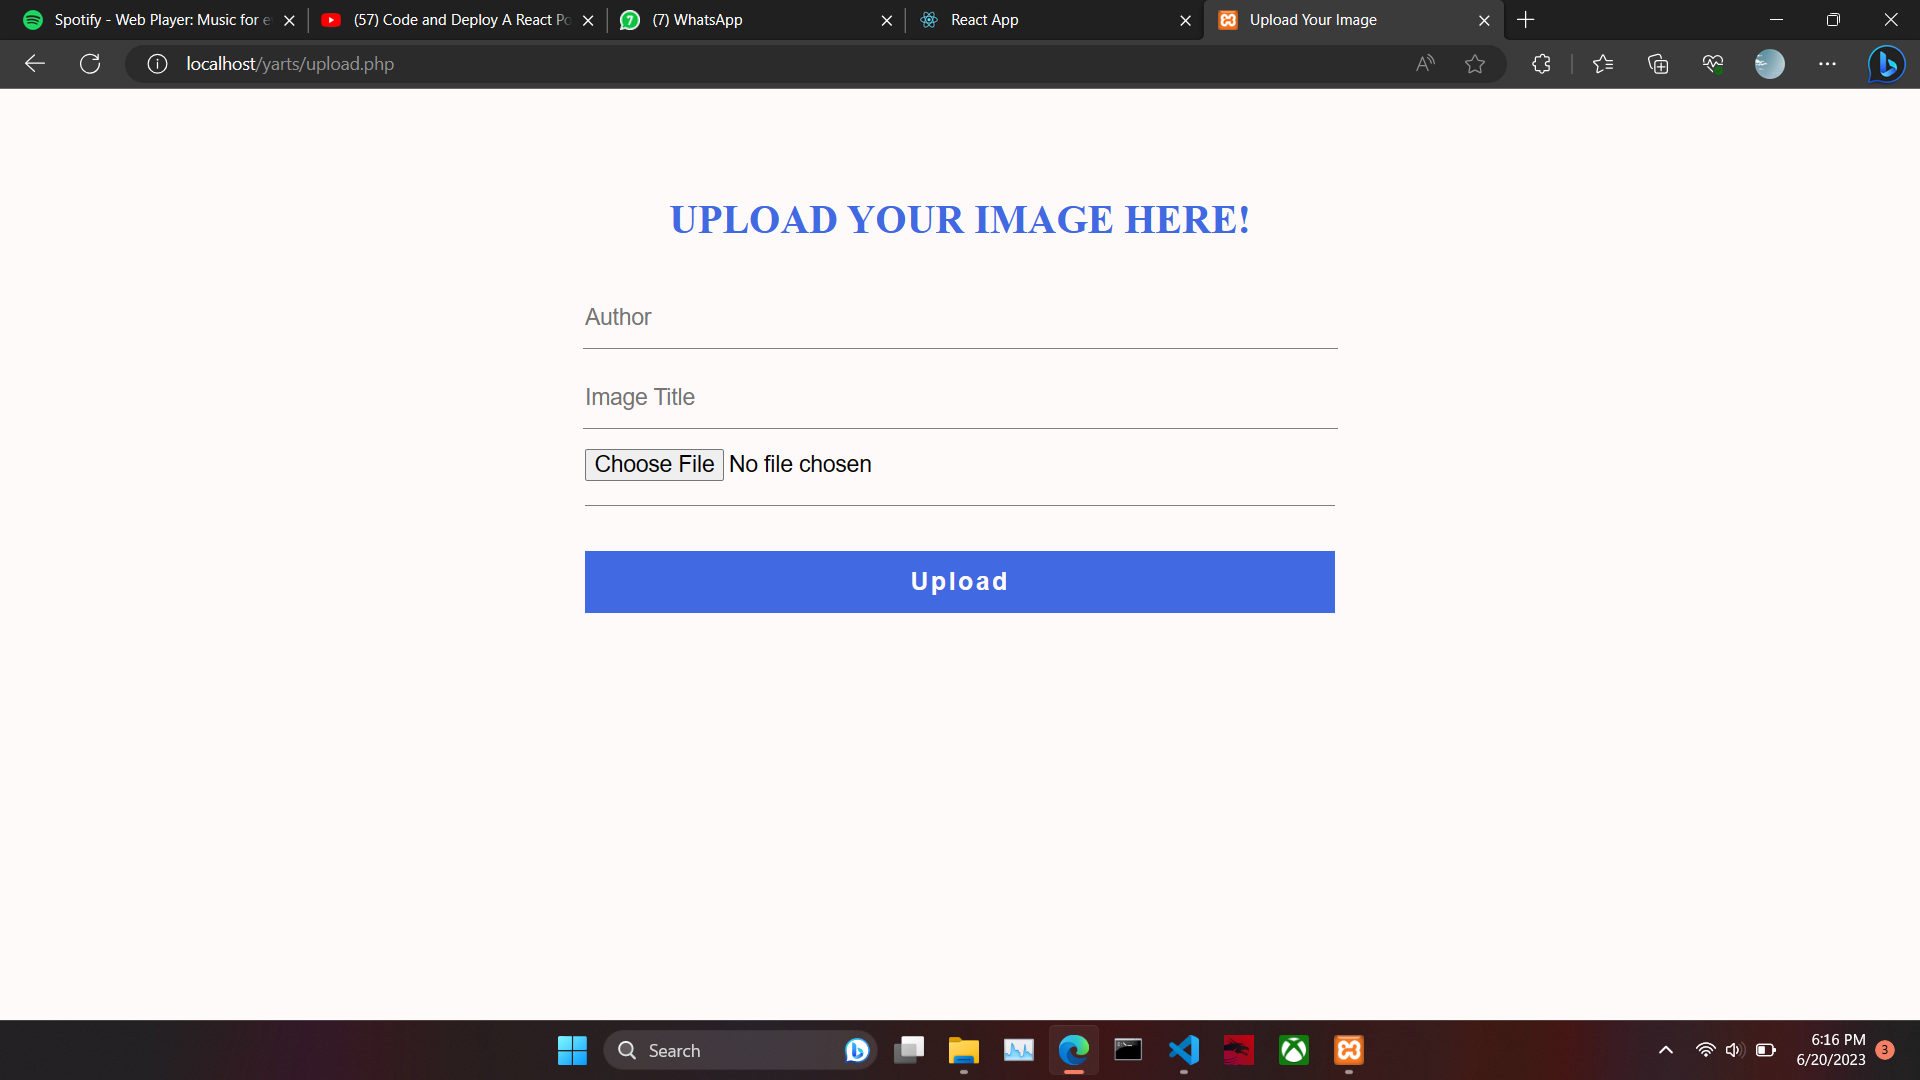 Spotify - Web Player: Music for e
(57) Code and Deploy A React Po
7
(7) WhatsApp
React App
Upload Your Image
localhost/yarts/upload.php
UPLOAD YOUR IMAGE HERE!
Author
Image Title
Choose File No file chosen
Upload
Search
6:16 PM
6/20/2023
3